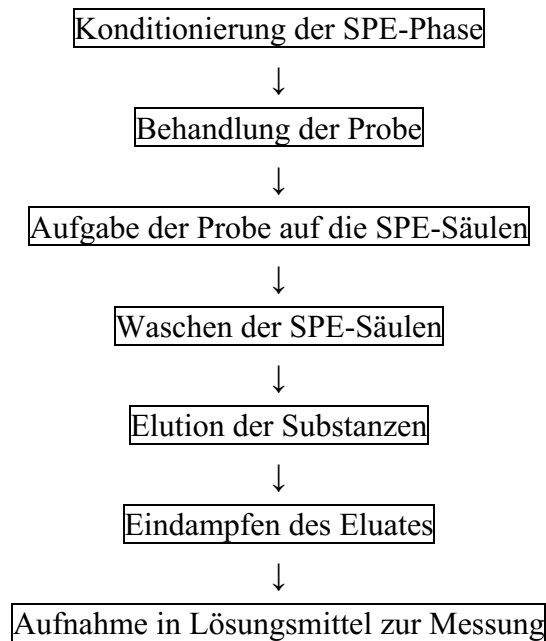 Konditionierung der SPE-Phase
↓
Behandlung der Probe
↓
Aufgabe der Probe auf die SPE-Säulen
↓
Waschen der SPE-Säulen
↓
Elution der Substanzen
↓
Eindampfen des Eluates
↓
Aufnahme in Lösungsmittel zur Messung